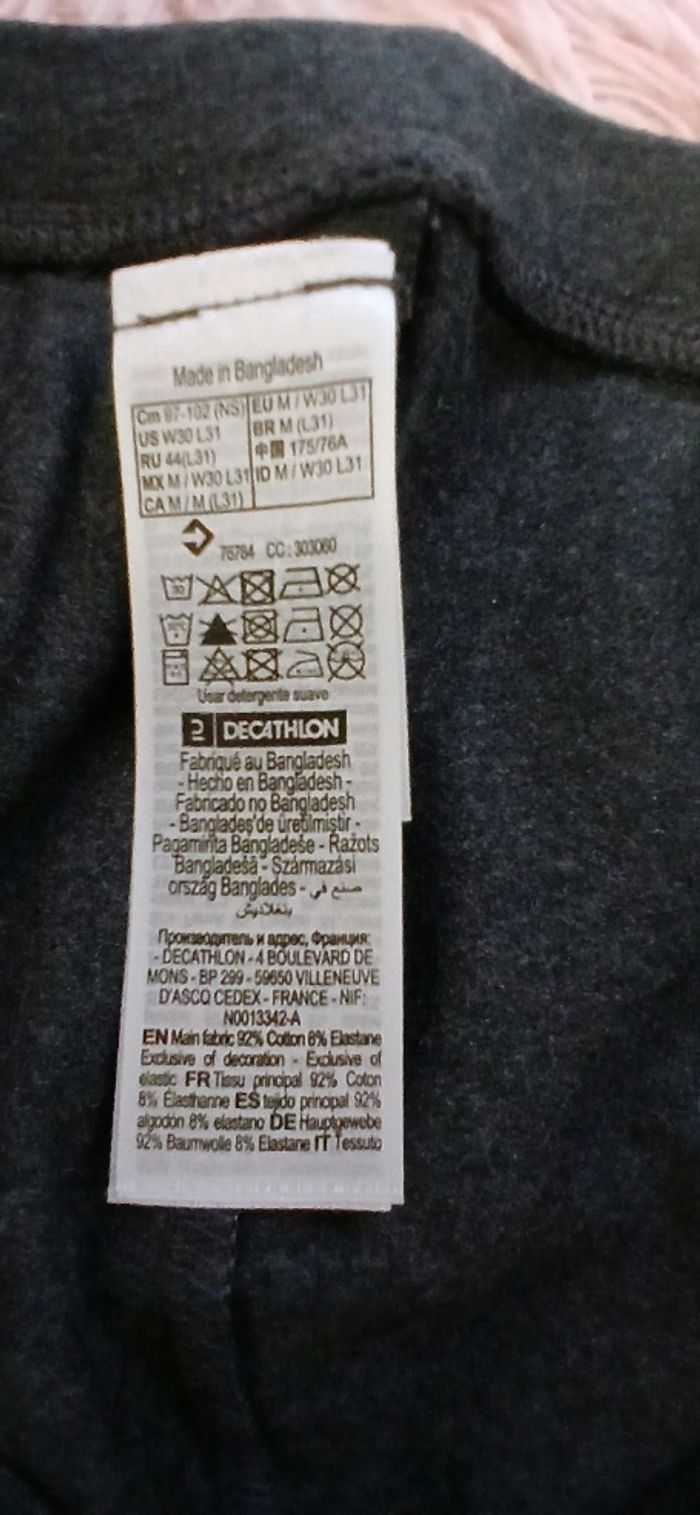 Made in Bangladesh
Cm 97-102 (NS) EU M / W30 L31
US W30 L31 BR M (L31)
RU 44(L31) 中国 175/76A
MX M / W30 L31 ID M / W30 L31
CA M / M (L31)
76784 CC : 303060
Usar detergente suave
DECATHLON
Fabriqué au Bangladesh
- Hecho en Bangladesh -
Fabricado no Bangladesh
- Bangladeş'de üretilmiştir -
Pagaminta Bangladeše - Ražots
Bangladešā - Származási
ország Banglades - صنع في
بنغلاديش
Производитель и адрес, Франция:
- DECATHLON - 4 BOULEVARD DE
MONS - BP 299 - 59650 VILLENEUVE
D'ASCQ CEDEX - FRANCE - NIF:
N0013342-A
EN Main fabric 92% Cotton 8% Elastane
Exclusive of decoration - Exclusive of
elastic FR Tissu principal 92% Coton
8% Élasthanne ES tejido principal 92%
algodón 8% elastano DE Hauptgewebe
92% Baumwolle 8% Elastane IT Tessuto